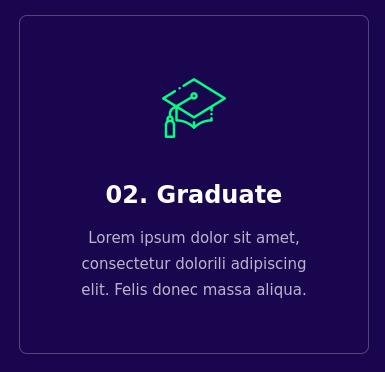 02. Graduate
Lorem ipsum dolor sit amet,
consectetur dolorili adipiscing
elit. Felis donec massa aliqua.